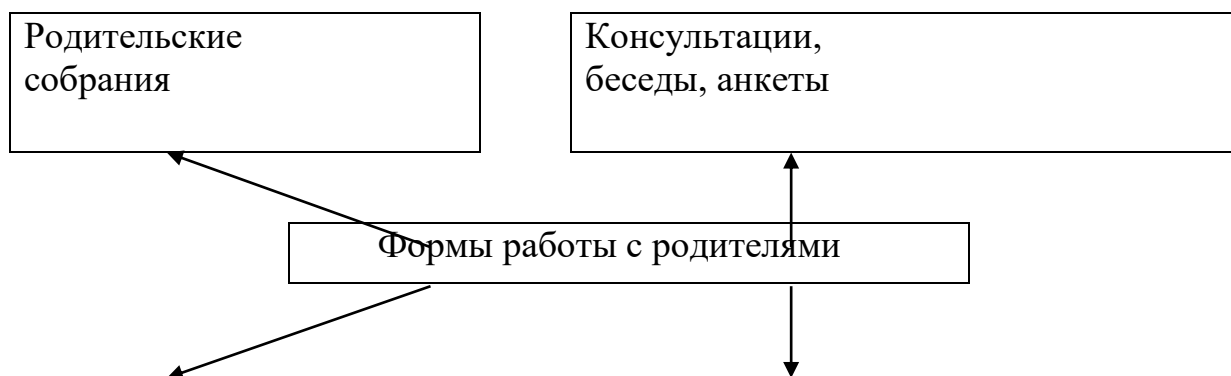 Родительские
собрания
Консультации,
беседы, анкеты
Формы работы с родителями